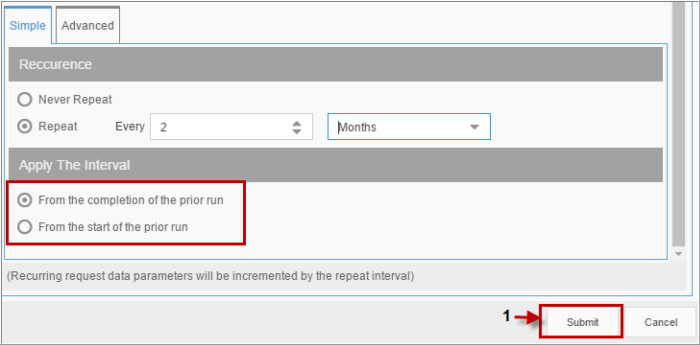 Simple Advanced
Reccurence
Never Repeat
Repeat Every 2 Months
Apply The Interval
From the completion of the prior run
From the start of the prior run
(Recurring request data parameters will be incremented by the repeat interval)
1 Submit Cancel